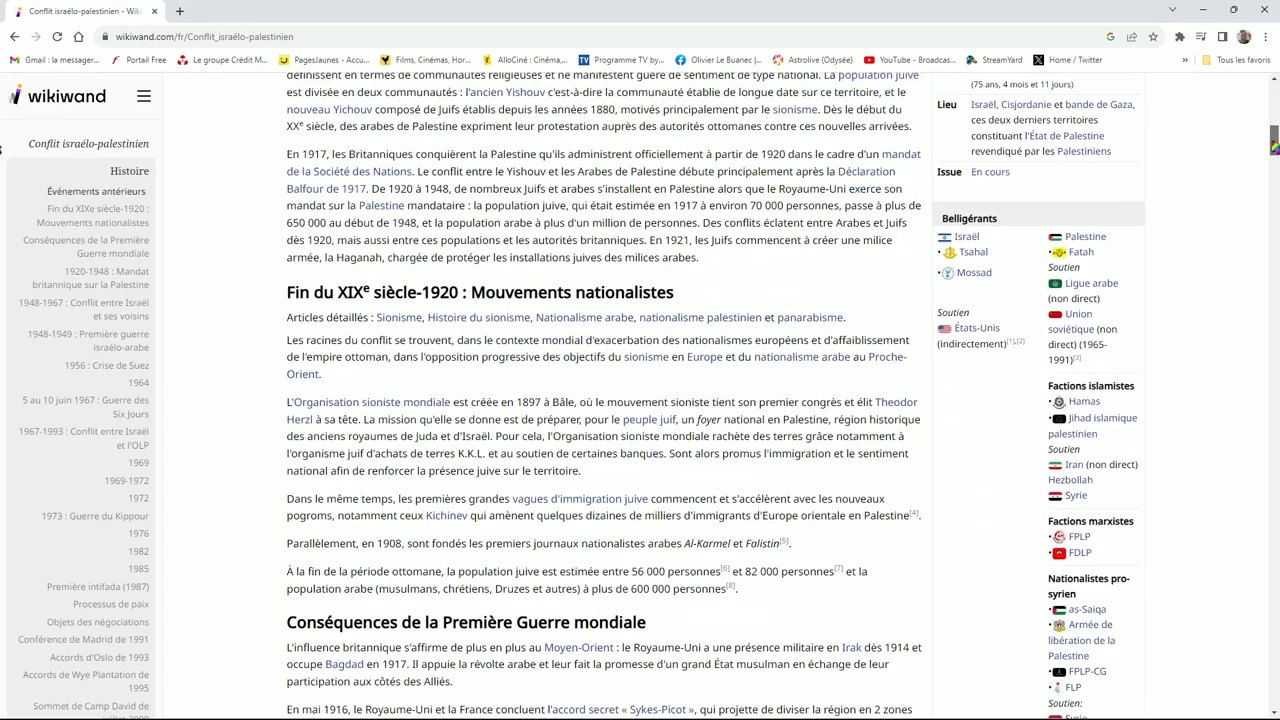 Conflit israélo-palestinien - Wiki
wikiwand.com/fr/Conflit_israélo-palestinien
Gmail : la messager...
Portail Free
Le groupe Crédit M...
PagesJaunes - Accu...
Films, Cinémas, Hor...
AlloCiné : Cinéma,...
Programme TV by...
Olivier Le Buanec |...
Astrolive (Odysée)
YouTube - Broadcas...
StreamYard
Home / Twitter
»
Tous les favoris
wikiwand
Conflit israélo-palestinien
Histoire
Événements antérieurs
Fin du XIXe siècle-1920 :
Mouvements nationalistes
Conséquences de la Première
Guerre mondiale
1920-1948 : Mandat
britannique sur la Palestine
1948-1967 : Conflit entre Israël
et ses voisins
1948-1949 : Première guerre
israélo-arabe
1956 : Crise de Suez
1964
5 au 10 juin 1967 : Guerre des
Six Jours
1967-1993 : Conflit entre Israël
et l'OLP
1969
1969-1972
1972
1973 : Guerre du Kippour
1976
1982
1985
Première intifada (1987)
Processus de paix
Objets des négociations
Conférence de Madrid de 1991
Accords d'Oslo de 1993
Accords de Wye Plantation de
1995
Sommet de Camp David de
définissent en termes de communautés religieuses et ne manifestent guère de sentiment de type national. La population juive
est divisée en deux communautés : l'ancien Yishouv c'est-à-dire la communauté établie de longue date sur ce territoire, et le
nouveau Yichouv composé de Juifs établis depuis les années 1880, motivés principalement par le sionisme. Dès le début du
XXe siècle, des arabes de Palestine expriment leur protestation auprès des autorités ottomanes contre ces nouvelles arrivées.
En 1917, les Britanniques conquièrent la Palestine qu'ils administrent officiellement à partir de 1920 dans le cadre d'un mandat
de la Société des Nations. Le conflit entre le Yishouv et les Arabes de Palestine débute principalement après la Déclaration
Balfour de 1917. De 1920 à 1948, de nombreux Juifs et arabes s'installent en Palestine alors que le Royaume-Uni exerce son
mandat sur la Palestine mandataire : la population juive, qui était estimée en 1917 à environ 70 000 personnes, passe à plus de
650 000 au début de 1948, et la population arabe à plus d'un million de personnes. Des conflits éclatent entre Arabes et Juifs
dès 1920, mais aussi entre ces populations et les autorités britanniques. En 1921, les Juifs commencent à créer une milice
armée, la Haganah, chargée de protéger les installations juives des milices arabes.
Fin du XIXe siècle-1920 : Mouvements nationalistes
Articles détaillés : Sionisme, Histoire du sionisme, Nationalisme arabe, nationalisme palestinien et panarabisme.
Les racines du conflit se trouvent, dans le contexte mondial d'exacerbation des nationalismes européens et d'affaiblissement
de l'empire ottoman, dans l'opposition progressive des objectifs du sionisme en Europe et du nationalisme arabe au Proche-
Orient.
L'Organisation sioniste mondiale est créée en 1897 à Bâle, où le mouvement sioniste tient son premier congrès et élit Theodor
Herzl à sa tête. La mission qu'elle se donne est de préparer, pour le peuple juif, un foyer national en Palestine, région historique
des anciens royaumes de Juda et d'Israël. Pour cela, l'Organisation sioniste mondiale rachète des terres grâce notamment à
l'organisme juif d'achats de terres K.K.L. et au soutien de certaines banques. Sont alors promus l'immigration et le sentiment
national afin de renforcer la présence juive sur le territoire.
Dans le même temps, les premières grandes vagues d'immigration juive commencent et s'accélèrent avec les nouveaux
pogroms, notamment ceux Kichinev qui amènent quelques dizaines de milliers d'immigrants d'Europe orientale en Palestine[4].
Parallèlement, en 1908, sont fondés les premiers journaux nationalistes arabes Al-Karmel et Falistin[5].
À la fin de la période ottomane, la population juive est estimée entre 56 000 personnes[6] et 82 000 personnes[7] et la
population arabe (musulmans, chrétiens, Druzes et autres) à plus de 600 000 personnes[8].
Conséquences de la Première Guerre mondiale
L'influence britannique s'affirme de plus en plus au Moyen-Orient : le Royaume-Uni a une présence militaire en Irak dès 1914 et
occupe Bagdad en 1917. Il appuie la révolte arabe et leur fait la promesse d'un grand État musulman en échange de leur
participation aux côtés des Alliés.
En mai 1916, le Royaume-Uni et la France concluent l'accord secret « Sykes-Picot », qui projette de diviser la région en 2 zones
(75 ans, 4 mois et 11 jours)
Lieu Israël, Cisjordanie et bande de Gaza,
ces deux derniers territoires
constituant l'État de Palestine
revendiqué par les Palestiniens
Issue En cours
Belligérants
Israël
• Tsahal
• Mossad
Soutien
États-Unis
(indirectement)[1],[2]
Palestine
• Fatah
Soutien
Ligue arabe
(non direct)
Union
soviétique (non
direct) (1965-
1991)[3]
Factions islamistes
• Hamas
• Jihad islamique
palestinien
Soutien
Iran (non direct)
Hezbollah
Syrie
Factions marxistes
• FPLP
• FDLP
Nationalistes pro-
syrien
• as-Saiqa
• Armée de
libération de la
Palestine
• FPLP-CG
• FLP
Soutien:
Syrie